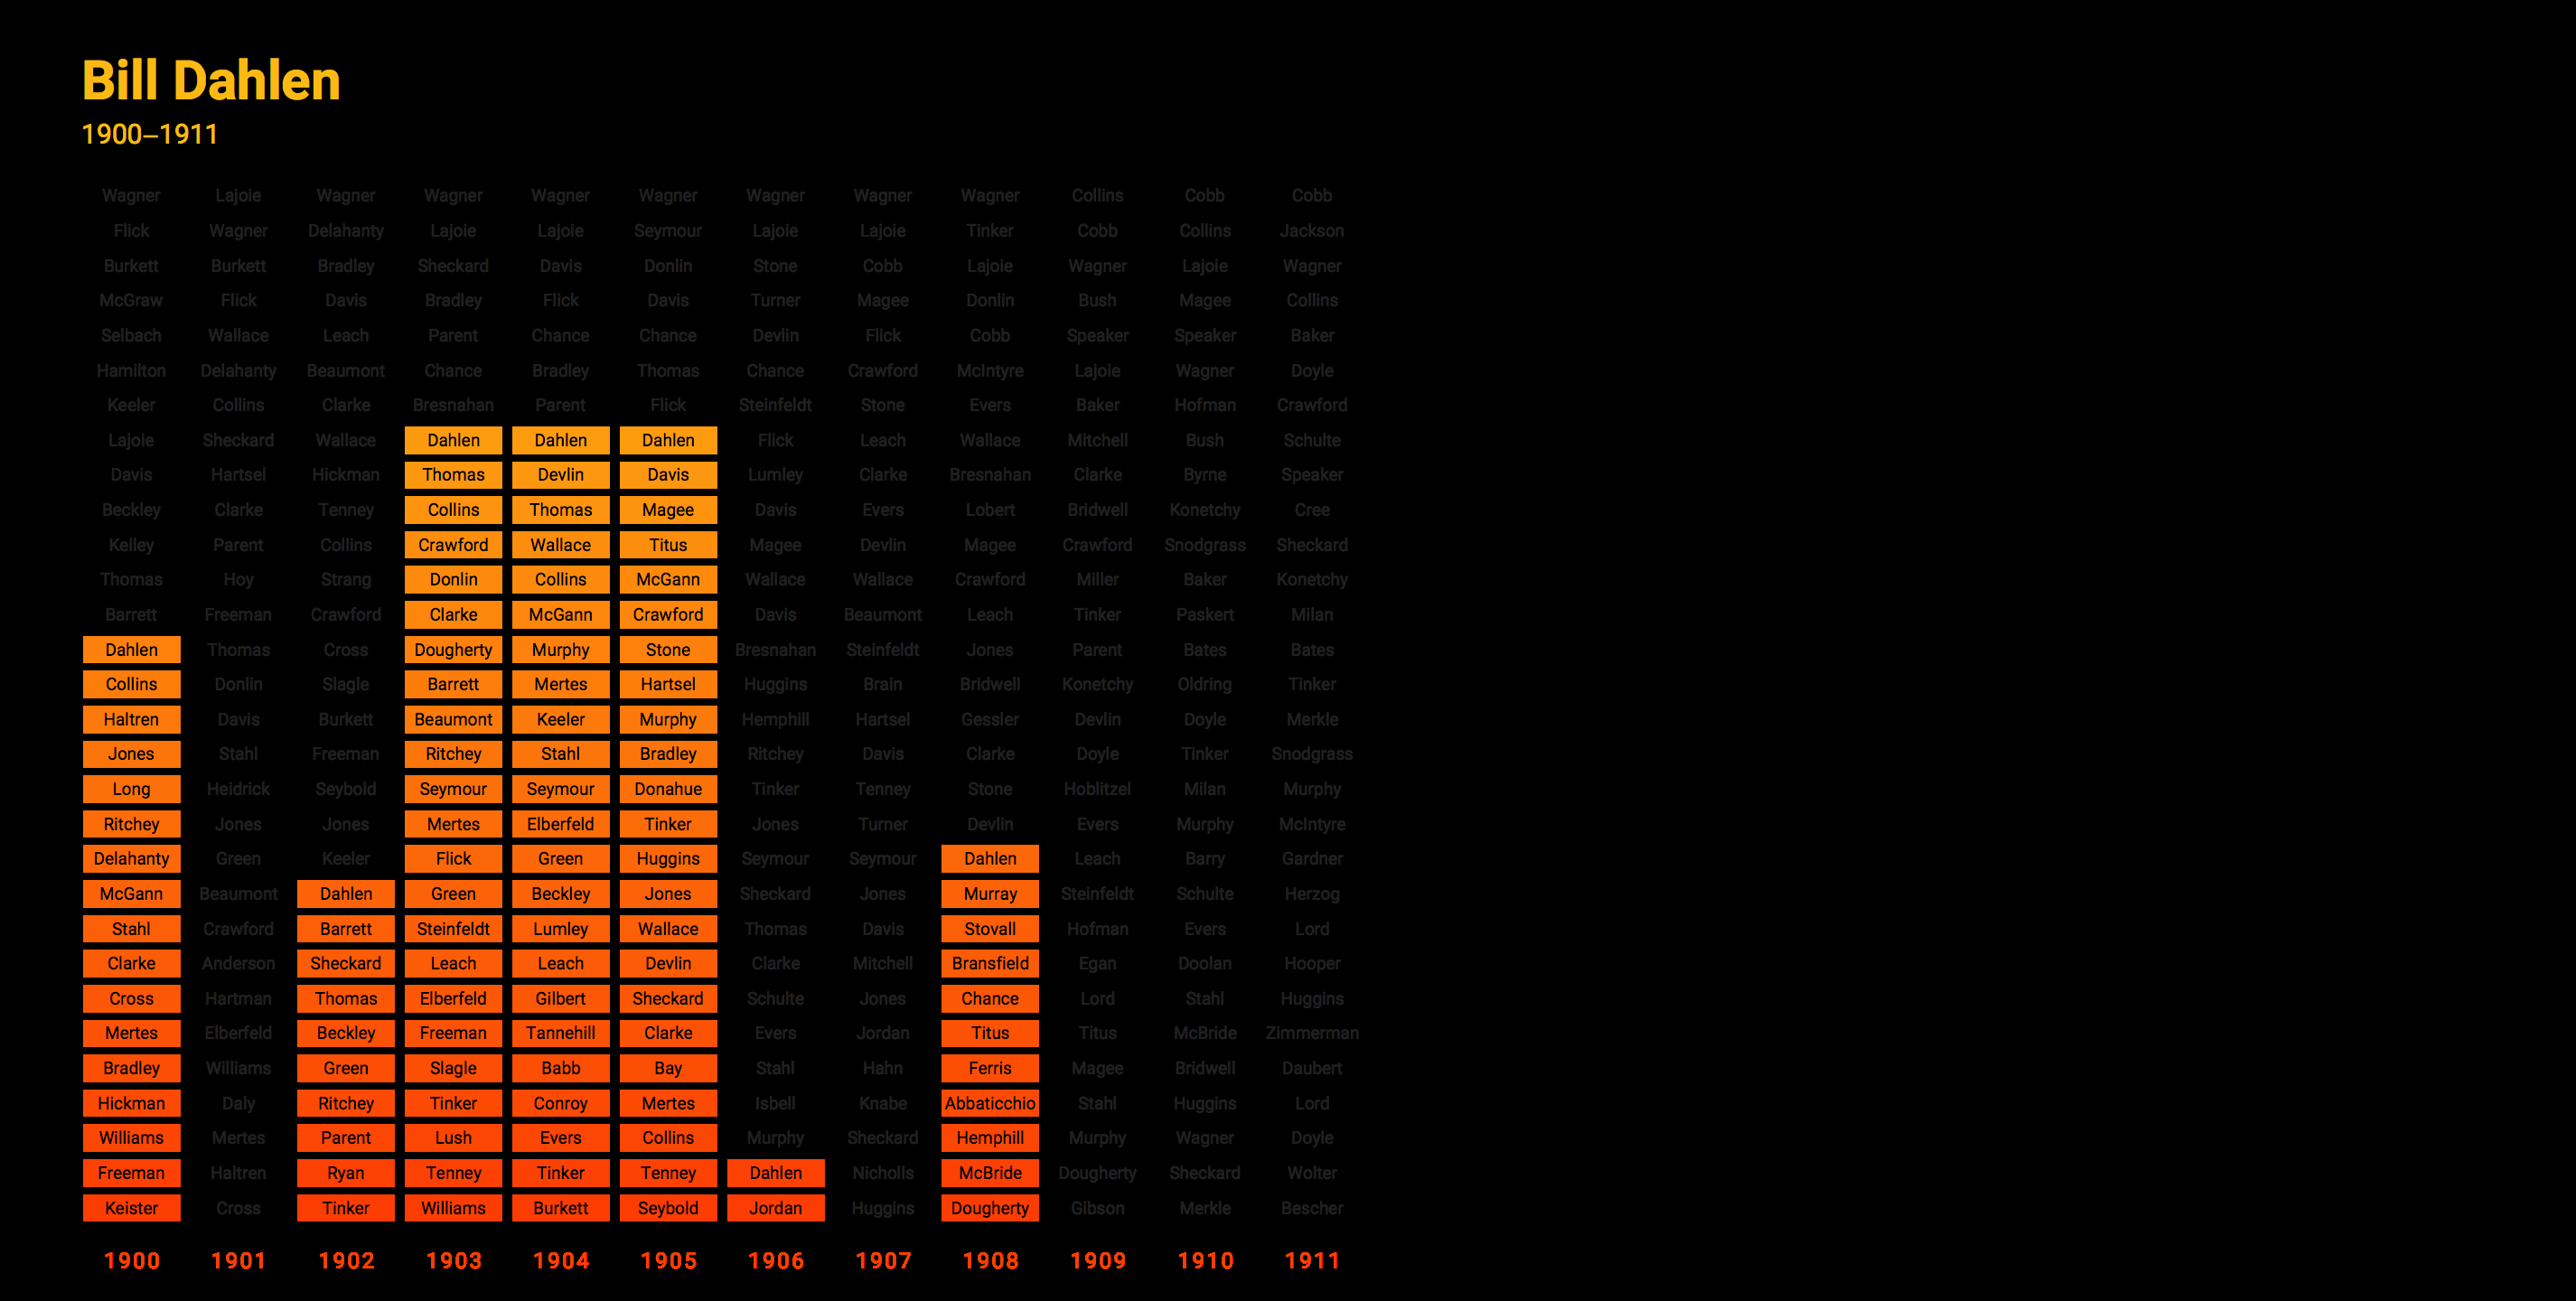 Bill Dahlen
1900–1911
Wagner Lajoie Wagner Wagner Wagner Wagner Wagner Wagner Wagner Collins Cobb Cobb
Flick Wagner Delahanty Lajoie Lajoie Seymour Lajoie Lajoie Tinker Cobb Collins Jackson
Burkett Burkett Bradley Sheckard Davis Donlin Stone Cobb Lajoie Wagner Lajoie Wagner
McGraw Flick Davis Bradley Flick Davis Turner Magee Donlin Bush Magee Collins
Selbach Wallace Leach Parent Chance Chance Devlin Flick Cobb Speaker Speaker Baker
Hamilton Delahanty Beaumont Chance Bradley Thomas Chance Crawford McIntyre Lajoie Wagner Doyle
Keeler Collins Clarke Bresnahan Parent Flick Steinfeldt Stone Evers Baker Hofman Crawford
Lajoie Sheckard Wallace Dahlen Dahlen Dahlen Flick Leach Wallace Mitchell Bush Schulte
Davis Hartsel Hickman Thomas Devlin Davis Lumley Clarke Bresnahan Clarke Byrne Speaker
Beckley Clarke Tenney Collins Thomas Magee Davis Evers Lobert Bridwell Konetchy Cree
Kelley Parent Collins Crawford Wallace Titus Magee Devlin Magee Crawford Snodgrass Sheckard
Thomas Hoy Strang Donlin Collins McGann Wallace Wallace Crawford Miller Baker Konetchy
Barrett Freeman Crawford Clarke McGann Crawford Davis Beaumont Leach Tinker Paskert Milan
Dahlen Thomas Cross Dougherty Murphy Stone Bresnahan Steinfeldt Jones Parent Bates Bates
Collins Donlin Slagle Barrett Mertes Hartsel Huggins Brain Bridwell Konetchy Oldring Tinker
Haltren Davis Burkett Beaumont Keeler Murphy Hemphill Hartsel Gessler Devlin Doyle Merkle
Jones Stahl Freeman Ritchey Stahl Bradley Ritchey Davis Clarke Doyle Tinker Snodgrass
Long Heidrick Seybold Seymour Seymour Donahue Tinker Tenney Stone Hoblitzel Milan Murphy
Ritchey Jones Jones Mertes Elberfeld Tinker Jones Turner Devlin Evers Murphy McIntyre
Delahanty Green Keeler Flick Green Huggins Seymour Seymour Dahlen Leach Barry Gardner
McGann Beaumont Dahlen Green Beckley Jones Sheckard Jones Murray Steinfeldt Schulte Herzog
Stahl Crawford Barrett Steinfeldt Lumley Wallace Thomas Davis Stovall Hofman Evers Lord
Clarke Anderson Sheckard Leach Leach Devlin Clarke Mitchell Bransfield Egan Doolan Hooper
Cross Hartman Thomas Elberfeld Gilbert Sheckard Schulte Jones Chance Lord Stahl Huggins
Mertes Elberfeld Beckley Freeman Tannehill Clarke Evers Jordan Titus Titus McBride Zimmerman
Bradley Williams Green Slagle Babb Bay Stahl Hahn Ferris Magee Bridwell Daubert
Hickman Daly Ritchey Tinker Conroy Mertes Isbell Knabe Abbaticchio Stahl Huggins Lord
Williams Mertes Parent Lush Evers Collins Murphy Sheckard Hemphill Murphy Wagner Doyle
Freeman Haltren Ryan Tenney Tinker Tenney Dahlen Nicholls McBride Dougherty Sheckard Wolter
Keister Cross Tinker Williams Burkett Seybold Jordan Huggins Dougherty Gibson Merkle Bescher
1900 1901 1902 1903 1904 1905 1906 1907 1908 1909 1910 1911